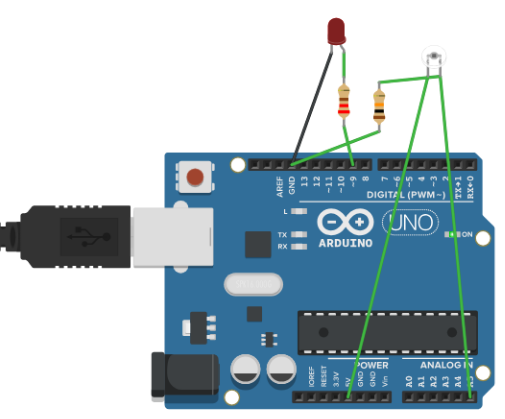 AREF
GND
13
12
~11
~10
~9
8
7
~6
~5
4
~3
2
TX→1
RX←0
DIGITAL (PWM~)
L
TX
RX
ARDUINO
UNO
ON
POWER
ANALOG IN
IOREF
RESET
3.3V
5V
GND
GND
Vin
A0
A1
A2
A3
A4
A5